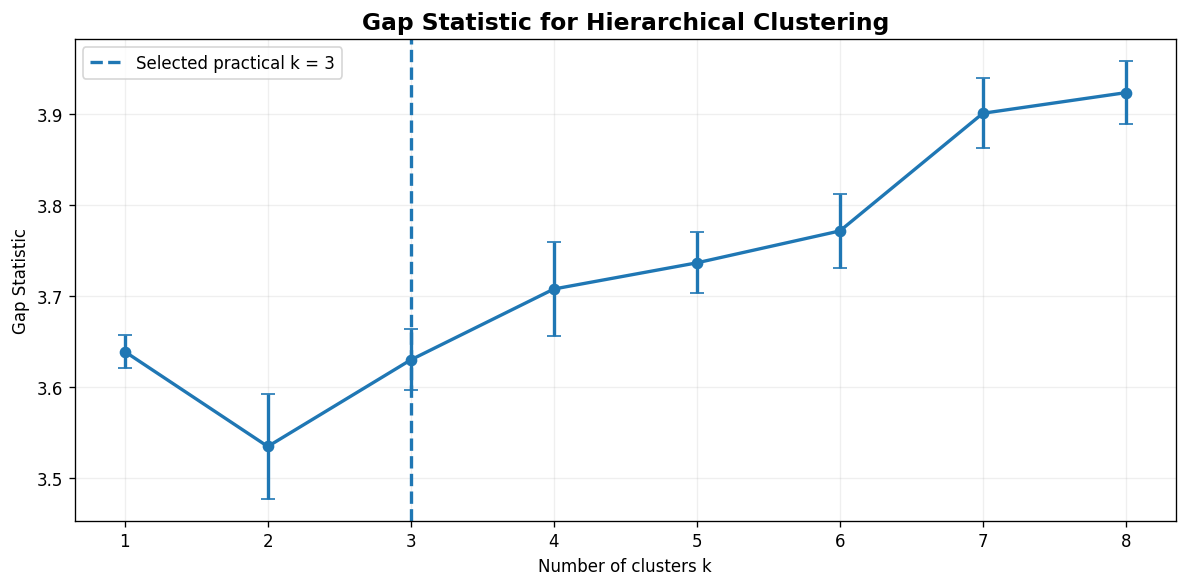 Gap Statistic for Hierarchical Clustering
Selected practical k = 3
Gap Statistic
3.9
3.8
3.7
3.6
3.5
1 2 3 4 5 6 7 8
Number of clusters k